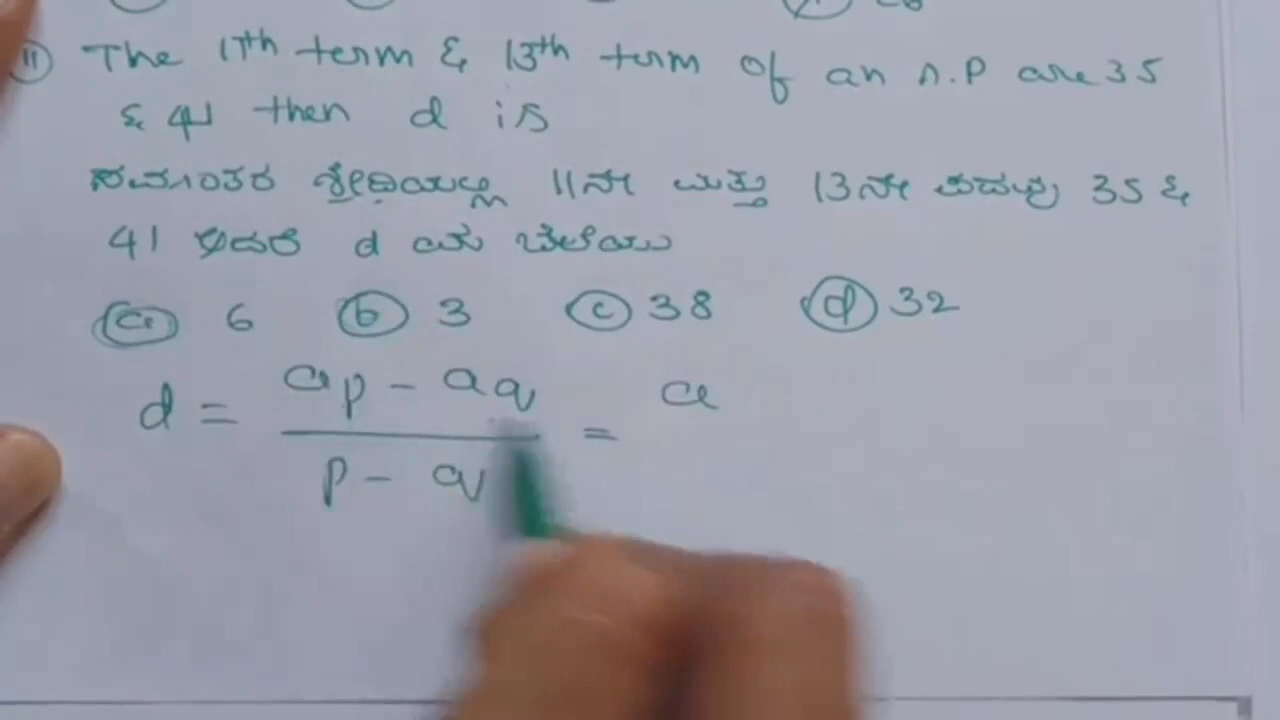 11 The 11th term & 13th term of an A.P are 35
& 41 then d is
ಸಮಾಂತರ ಶ್ರೇಢಿಯಲ್ಲಿ 11ನೇ ಮತ್ತು 13ನೇ ಪದವು 35 &
41 ಆದರೆ d ಯ ಬೆಲೆಯು
a 6 b 3 c 38 d 32
d = ap - aq / p - q = a